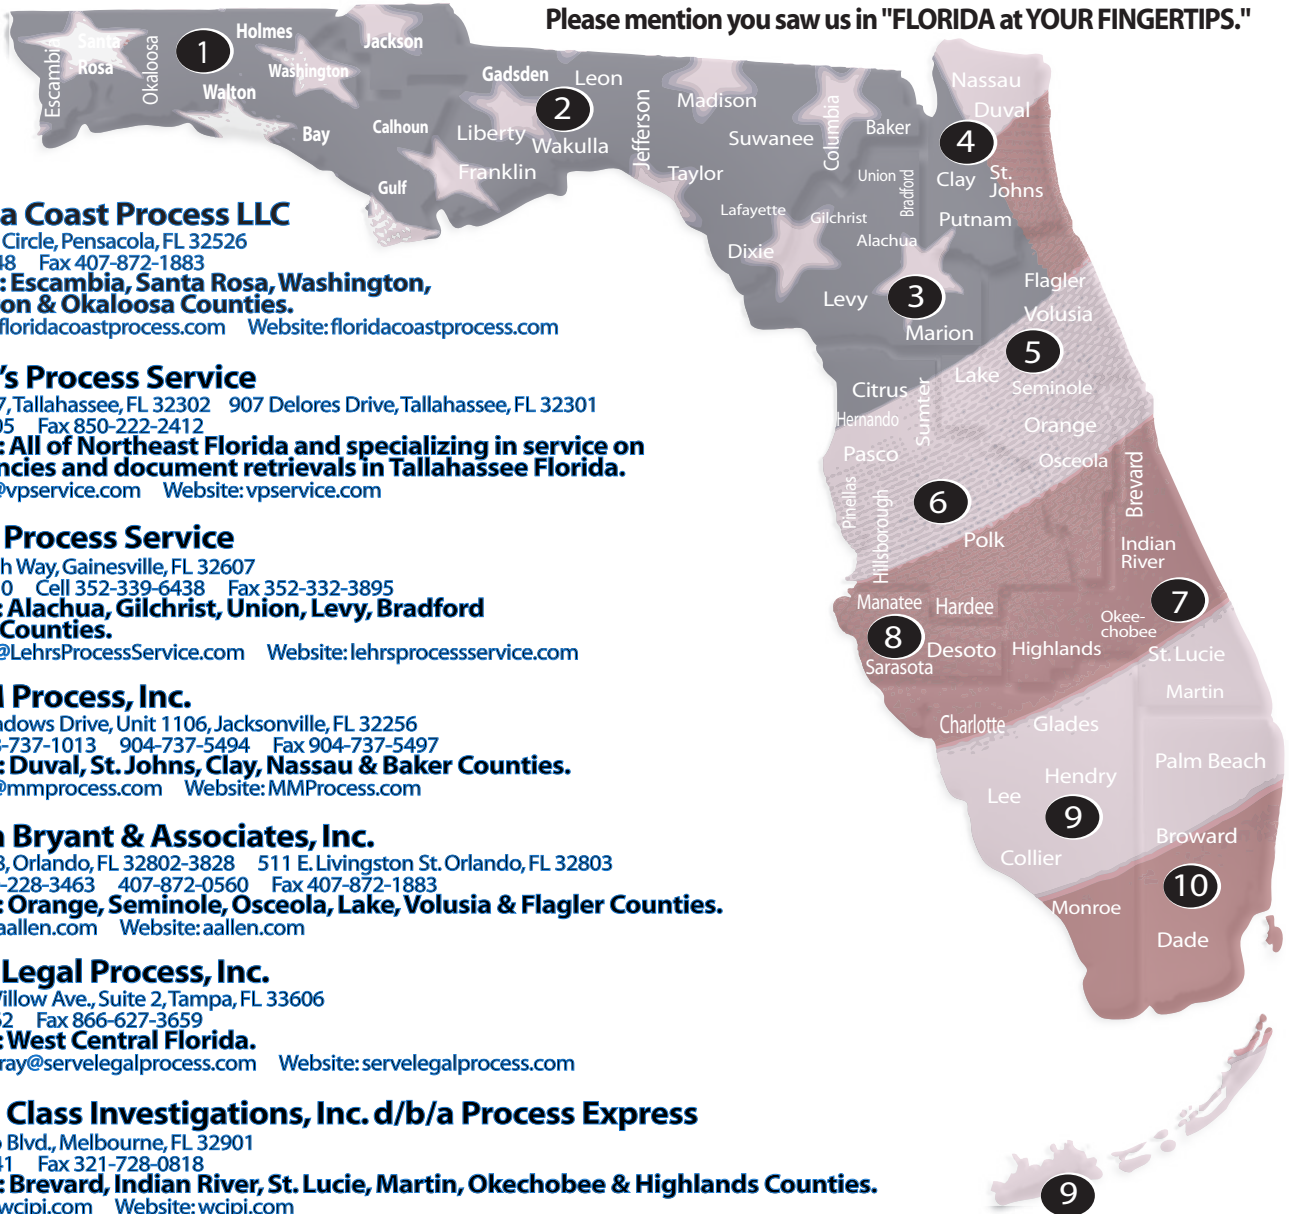 Please mention you saw us in "FLORIDA at YOUR FINGERTIPS."
Escambia
Santa
Rosa
Okaloosa
1
Holmes
Walton
Washington
Jackson
Bay
Calhoun
Gulf
Gadsden
Leon
2
Liberty
Wakulla
Franklin
Jefferson
Madison
Taylor
Suwanee
Columbia
Lafayette
Dixie
Baker
Union
Bradford
Gilchrist
Alachua
Levy
3
Marion
Nassau
Duval
4
Clay
St.
Johns
Putnam
Flagler
Volusia
5
Lake
Seminole
Citrus
Sumter
Hernando
Orange
Pasco
Osceola
Pinellas
Hillsborough
6
Polk
Brevard
Indian
River
7
Manatee
Hardee
8
Okee-
chobee
Desoto
Highlands
Sarasota
St. Lucie
Martin
Charlotte
Glades
Palm Beach
Hendry
Lee
9
Broward
Collier
10
Monroe
Dade
9
a Coast Process LLC
Circle, Pensacola, FL 32526
48 Fax 407-872-1883
: Escambia, Santa Rosa, Washington,
on & Okaloosa Counties.
floridacoastprocess.com Website: floridacoastprocess.com
’s Process Service
7, Tallahassee, FL 32302 907 Delores Drive, Tallahassee, FL 32301
05 Fax 850-222-2412
: All of Northeast Florida and specializing in service on
ncies and document retrievals in Tallahassee Florida.
@vpservice.com Website: vpservice.com
Process Service
h Way, Gainesville, FL 32607
0 Cell 352-339-6438 Fax 352-332-3895
: Alachua, Gilchrist, Union, Levy, Bradford
Counties.
@LehrsProcessService.com Website: lehrsprocessservice.com
M Process, Inc.
adows Drive, Unit 1106, Jacksonville, FL 32256
-737-1013 904-737-5494 Fax 904-737-5497
: Duval, St. Johns, Clay, Nassau & Baker Counties.
@mmprocess.com Website: MMProcess.com
n Bryant & Associates, Inc.
8, Orlando, FL 32802-3828 511 E. Livingston St. Orlando, FL 32803
-228-3463 407-872-0560 Fax 407-872-1883
: Orange, Seminole, Osceola, Lake, Volusia & Flagler Counties.
aallen.com Website: aallen.com
Legal Process, Inc.
Willow Ave., Suite 2, Tampa, FL 33606
52 Fax 866-627-3659
: West Central Florida.
ray@servelegalprocess.com Website: servelegalprocess.com
Class Investigations, Inc. d/b/a Process Express
Blvd., Melbourne, FL 32901
41 Fax 321-728-0818
: Brevard, Indian River, St. Lucie, Martin, Okechobee & Highlands Counties.
wcipi.com Website: wcipi.com